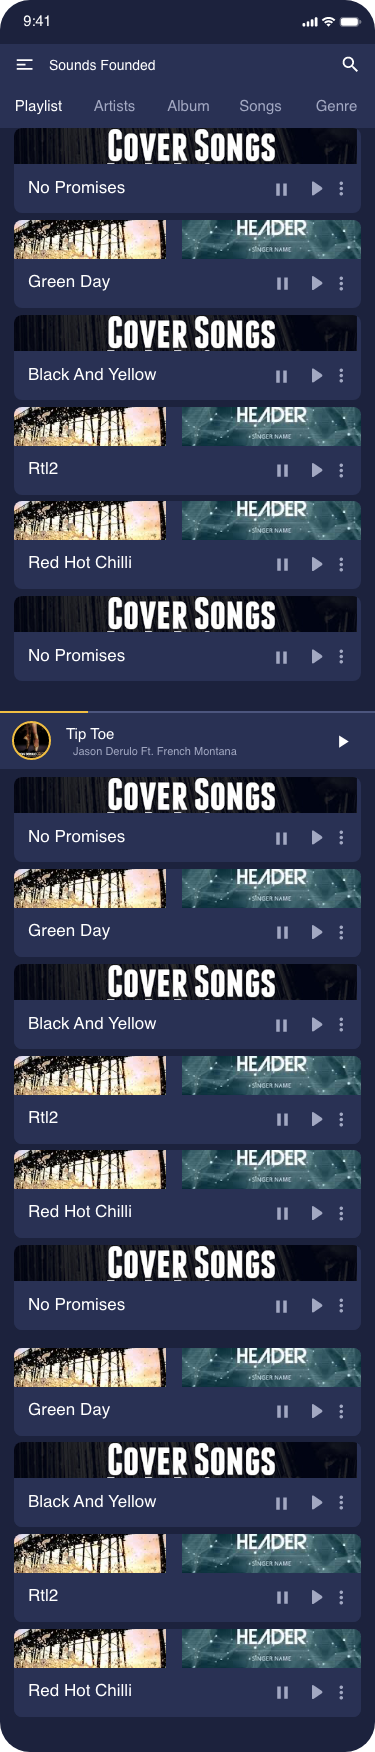 9:41
Sounds Founded
Playlist Artists Album Songs Genre
COVER SONGS
No Promises
HEADER
+SINGER NAME
Green Day
COVER SONGS
Black And Yellow
HEADER
+SINGER NAME
Rtl2
HEADER
+SINGER NAME
Red Hot Chilli
COVER SONGS
No Promises
Tip Toe
Jason Derulo Ft. French Montana
COVER SONGS
No Promises
HEADER
+SINGER NAME
Green Day
COVER SONGS
Black And Yellow
HEADER
+SINGER NAME
Rtl2
HEADER
+SINGER NAME
Red Hot Chilli
COVER SONGS
No Promises
HEADER
+SINGER NAME
Green Day
COVER SONGS
Black And Yellow
HEADER
+SINGER NAME
Rtl2
HEADER
+SINGER NAME
Red Hot Chilli